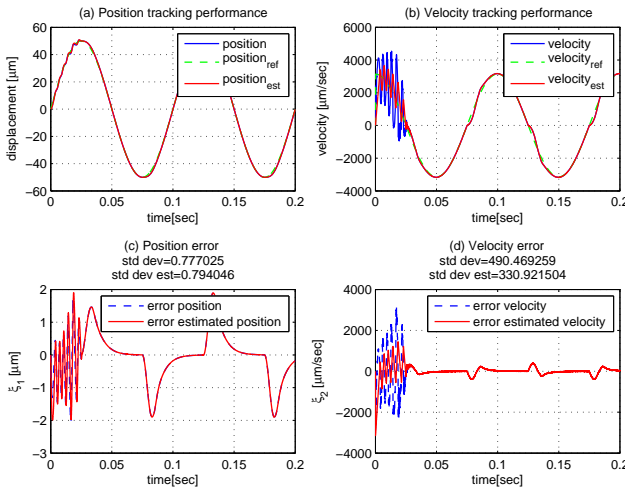 (a) Position tracking performance
60
40
20
0
-20
-40
-60
displacement [µm]
position
position_ref
position_est
0
0.05
0.1
0.15
0.2
time[sec]
(b) Velocity tracking performance
6000
4000
2000
0
-2000
-4000
velocity [µm/sec]
velocity
velocity_ref
velocity_est
0
0.05
0.1
0.15
0.2
time[sec]
(c) Position error
std dev=0.777025
std dev est=0.794046
2
1
0
-1
-2
-3
ξ₁ [µm]
error position
error estimated position
0
0.05
0.1
0.15
0.2
time[sec]
(d) Velocity error
std dev=490.469259
std dev est=330.921504
4000
2000
0
-2000
-4000
ξ₂ [µm/sec]
error velocity
error estimated velocity
0
0.05
0.1
0.15
0.2
time[sec]